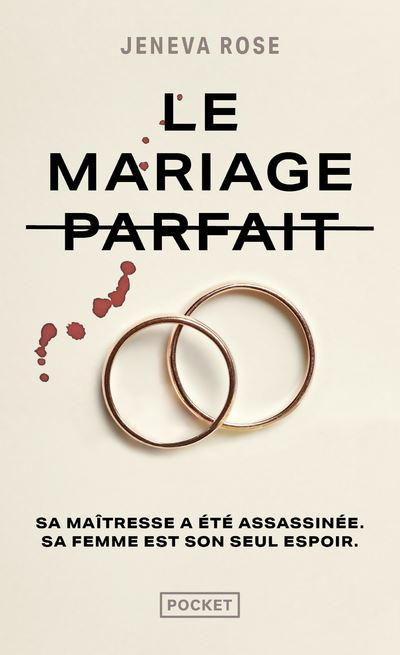 JENEVA ROSE
LE
MARIAGE
PARFAIT
SA MAÎTRESSE A ÉTÉ ASSASSINÉE.
SA FEMME EST SON SEUL ESPOIR.
POCKET